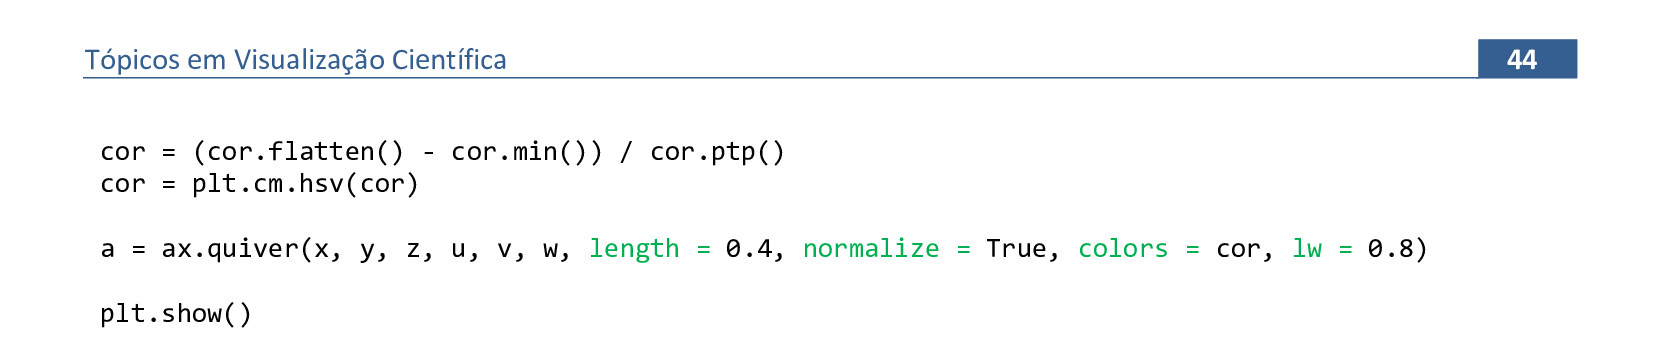 Tópicos em Visualização Científica
44
cor = (cor.flatten() - cor.min()) / cor.ptp()
cor = plt.cm.hsv(cor)
a = ax.quiver(x, y, z, u, v, w, length = 0.4, normalize = True, colors = cor, lw = 0.8)
plt.show()